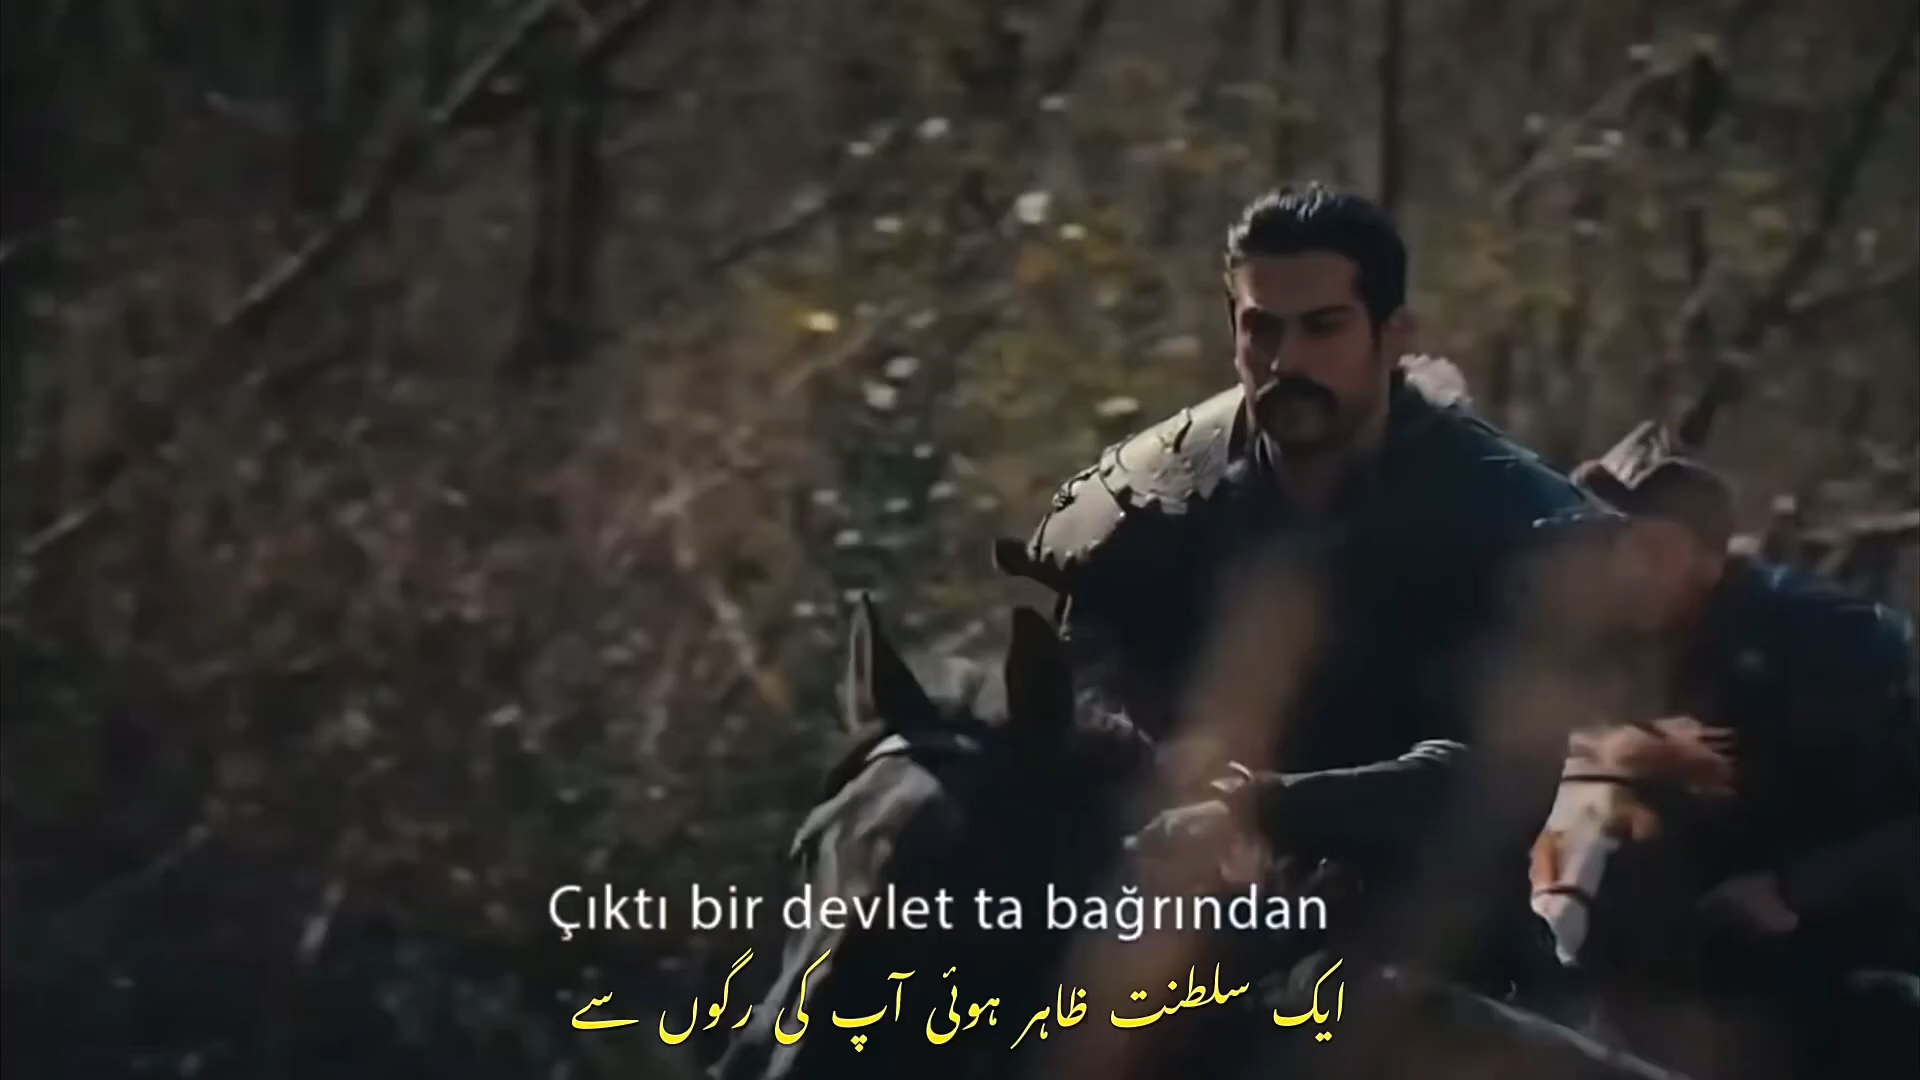 Çıktı bir devlet ta bağrından
ایک سلطنت ظاہر ہوئی آپ کی رگوں سے